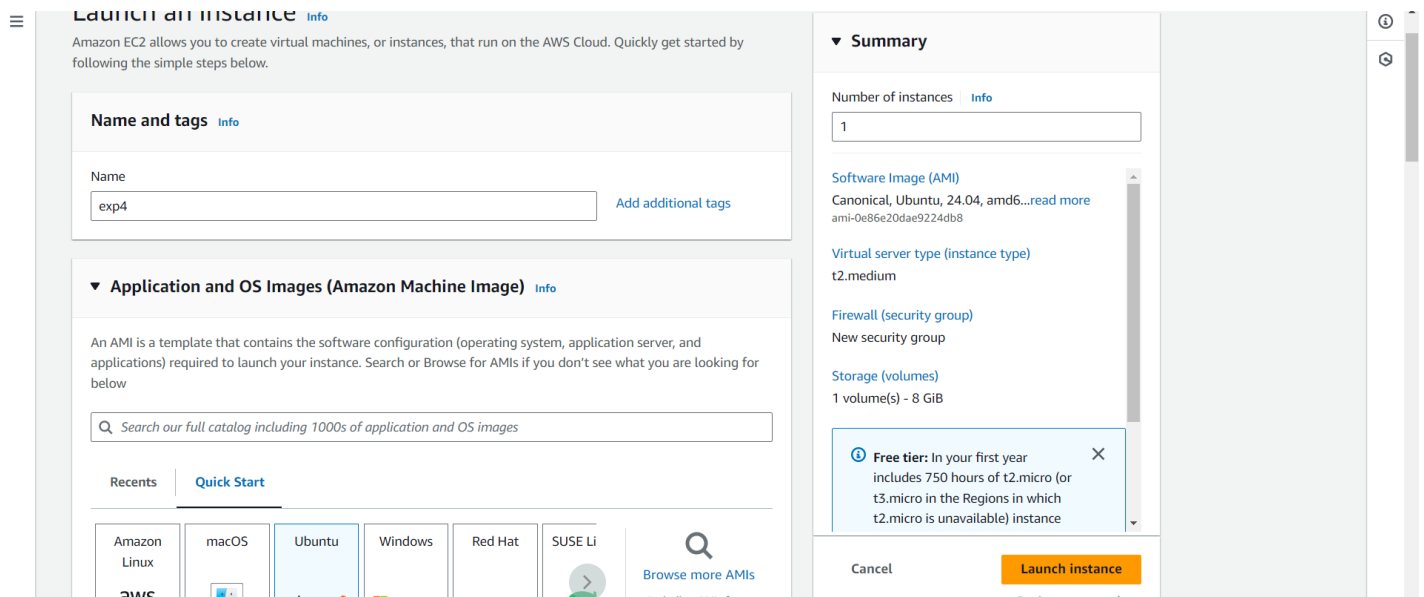 Launch an instance Info
Amazon EC2 allows you to create virtual machines, or instances, that run on the AWS Cloud. Quickly get started by
following the simple steps below.
Name and tags Info
Name
exp4
Add additional tags
Application and OS Images (Amazon Machine Image) Info
An AMI is a template that contains the software configuration (operating system, application server, and
applications) required to launch your instance. Search or Browse for AMIs if you don't see what you are looking for
below
Search our full catalog including 1000s of application and OS images
Recents
Quick Start
Amazon
Linux
aws
macOS
Ubuntu
Windows
Red Hat
SUSE Li
Browse more AMIs
Summary
Number of instances Info
1
Software Image (AMI)
Canonical, Ubuntu, 24.04, amd6...read more
ami-0e86e20dae9224db8
Virtual server type (instance type)
t2.medium
Firewall (security group)
New security group
Storage (volumes)
1 volume(s) - 8 GiB
Free tier: In your first year
includes 750 hours of t2.micro (or
t3.micro in the Regions in which
t2.micro is unavailable) instance
Cancel
Launch instance